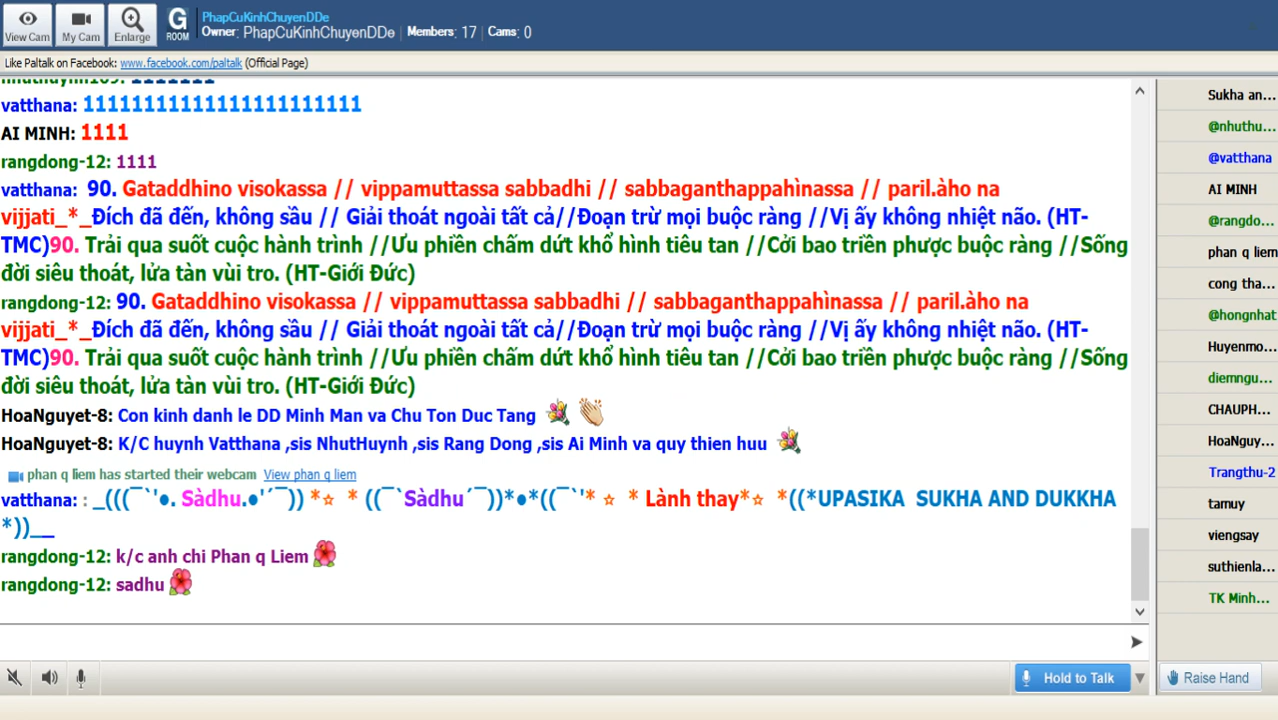 PhapCuKinhChuyenDDe
Owner: PhapCuKinhChuyenDDe | Members: 17 | Cams: 0
View Cam
My Cam
Enlarge
G ROOM
Like Paltalk on Facebook: www.facebook.com/paltalk (Official Page)
vatthana: 11111111111111111111111
AI MINH: 1111
rangdong-12: 1111
vatthana: 90. Gataddhino visokassa // vippamuttassa sabbadhi // sabbaganthappahìnassa // paril.àho na
vijjati_*_Đích đã đến, không sầu // Giải thoát ngoài tất cả//Đoạn trừ mọi buộc ràng //Vị ấy không nhiệt não. (HT-
TMC)90. Trải qua suốt cuộc hành trình //Ưu phiền chấm dứt khổ hình tiêu tan //Cởi bao triền phược buộc ràng //Sống
đời siêu thoát, lửa tàn vùi tro. (HT-Giới Đức)
rangdong-12: 90. Gataddhino visokassa // vippamuttassa sabbadhi // sabbaganthappahìnassa // paril.àho na
vijjati_*_Đích đã đến, không sầu // Giải thoát ngoài tất cả//Đoạn trừ mọi buộc ràng //Vị ấy không nhiệt não. (HT-
TMC)90. Trải qua suốt cuộc hành trình //Ưu phiền chấm dứt khổ hình tiêu tan //Cởi bao triền phược buộc ràng //Sống
đời siêu thoát, lửa tàn vùi tro. (HT-Giới Đức)
HoaNguyet-8: Con kinh danh le DD Minh Man va Chu Ton Duc Tang
HoaNguyet-8: K/C huynh Vatthana ,sis NhutHuynh ,sis Rang Dong ,sis Ai Minh va quy thien huu
phan q liem has started their webcam View phan q liem
vatthana: : _(((¯`'●. Sàdhu.●'´¯)) *☆ * ((¯`Sàdhu´¯))*●*((¯`'* ☆ * Lành thay*☆ *((*UPASIKA SUKHA AND DUKKHA
*))__
rangdong-12: k/c anh chi Phan q Liem
rangdong-12: sadhu
Sukha an...
@nhuthu...
@vatthana
AI MINH
@rangdo...
phan q liem
cong tha...
@hongnhat
Huyenmo...
diemngu...
CHAUPH...
HoaNguy...
Trangthu-2
tamuy
viengsay
suthienla...
TK Minh...
Hold to Talk
Raise Hand